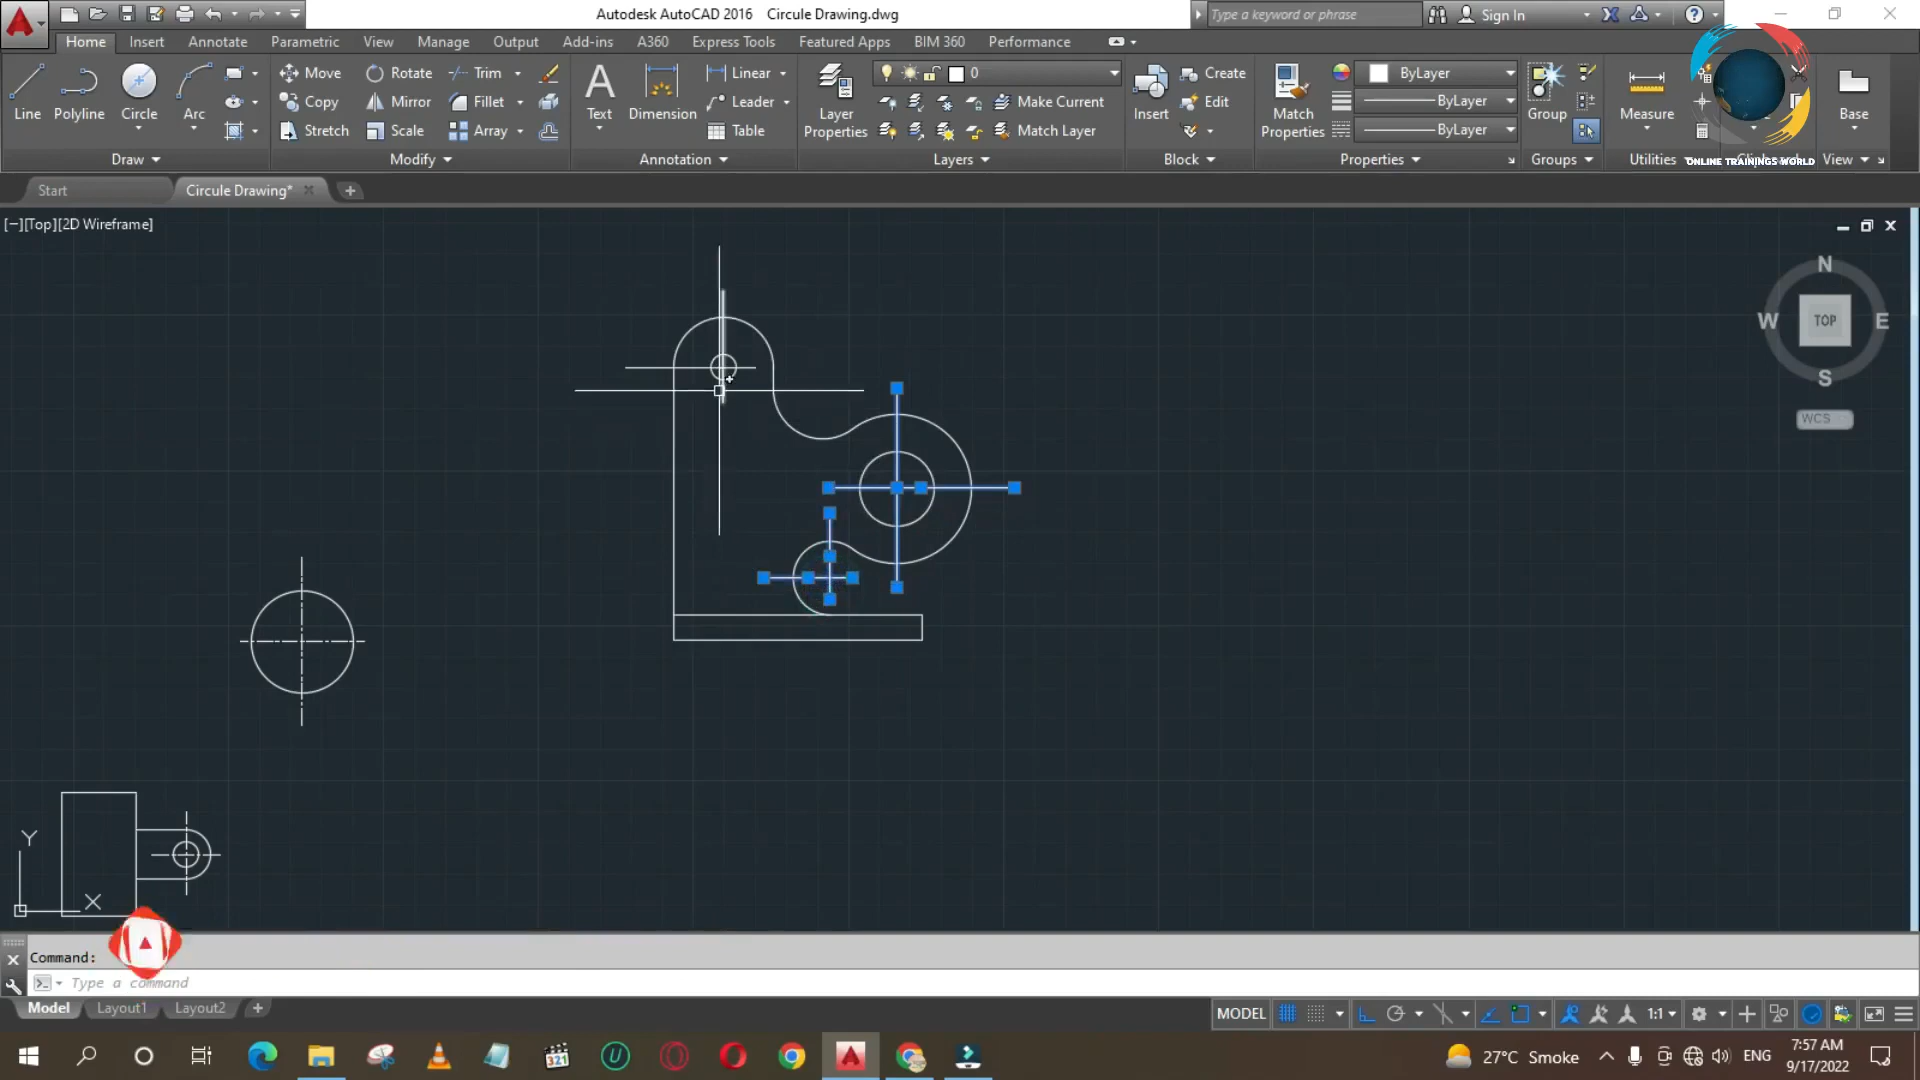 Autodesk AutoCAD 2016 Circule Drawing.dwg
Type a keyword or phrase
Sign In
Home Insert Annotate Parametric View Manage Output Add-ins A360 Express Tools Featured Apps BIM 360 Performance
Line Polyline Circle Arc
Move Rotate Trim
Copy Mirror Fillet
Stretch Scale Array
Text Dimension
Linear
Leader
Table
Layer Properties
0
Make Current
Match Layer
Insert
Create
Edit
Match Properties
ByLayer
ByLayer
ByLayer
Group
Measure
Base
ONLINE TRAININGS WORLD
Draw Modify Annotation Layers Block Properties Groups Utilities View
Start Circule Drawing*
[−][Top][2D Wireframe]
N
W TOP E
S
WCS
Y
X
Command:
Type a command
Model Layout1 Layout2
MODEL 1:1
321
U
27°C Smoke
ENG
7:57 AM
9/17/2022